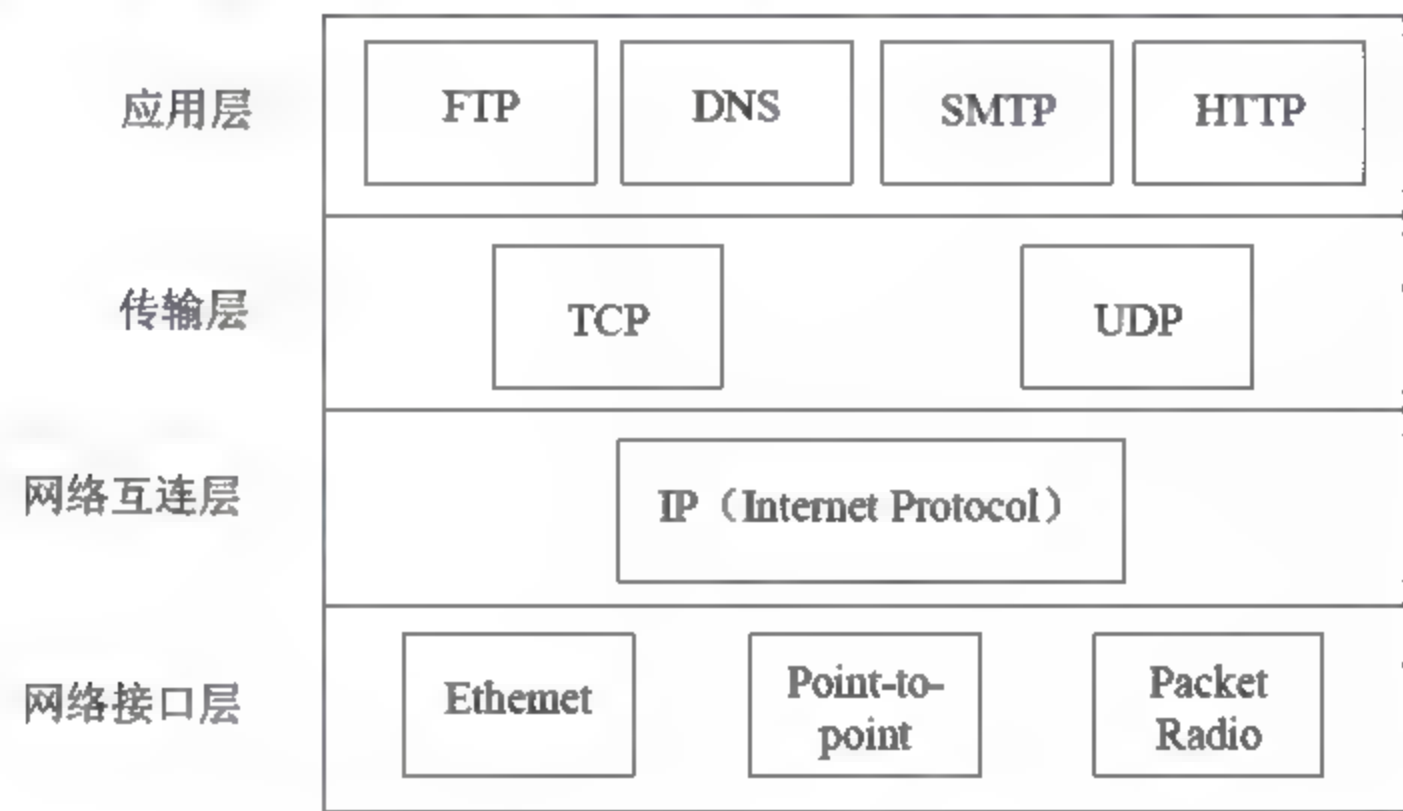 应用层
FTP
DNS
SMTP
HTTP
传输层
TCP
UDP
网络互连层
IP（Internet Protocol）
网络接口层
Ethernet
Point-to-
point
Packet
Radio